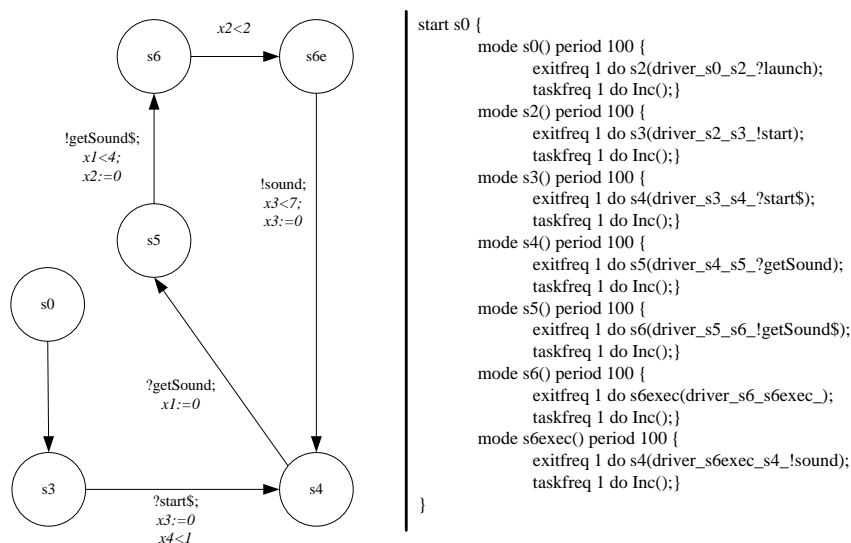 s6
x2<2
s6e
!getSound$;
x1<4;
x2:=0
!sound;
x3<7;
x3:=0
s5
s0
?getSound;
x1:=0
s3
s4
?start$;
x3:=0
x4<1
start s0 {
mode s0() period 100 {
exitfreq 1 do s2(driver_s0_s2_?launch);
taskfreq 1 do Inc();}
mode s2() period 100 {
exitfreq 1 do s3(driver_s2_s3_!start);
taskfreq 1 do Inc();}
mode s3() period 100 {
exitfreq 1 do s4(driver_s3_s4_?start$);
taskfreq 1 do Inc();}
mode s4() period 100 {
exitfreq 1 do s5(driver_s4_s5_?getSound);
taskfreq 1 do Inc();}
mode s5() period 100 {
exitfreq 1 do s6(driver_s5_s6_!getSound$);
taskfreq 1 do Inc();}
mode s6() period 100 {
exitfreq 1 do s6exec(driver_s6_s6exec_);
taskfreq 1 do Inc();}
mode s6exec() period 100 {
exitfreq 1 do s4(driver_s6exec_s4_!sound);
taskfreq 1 do Inc();}
}